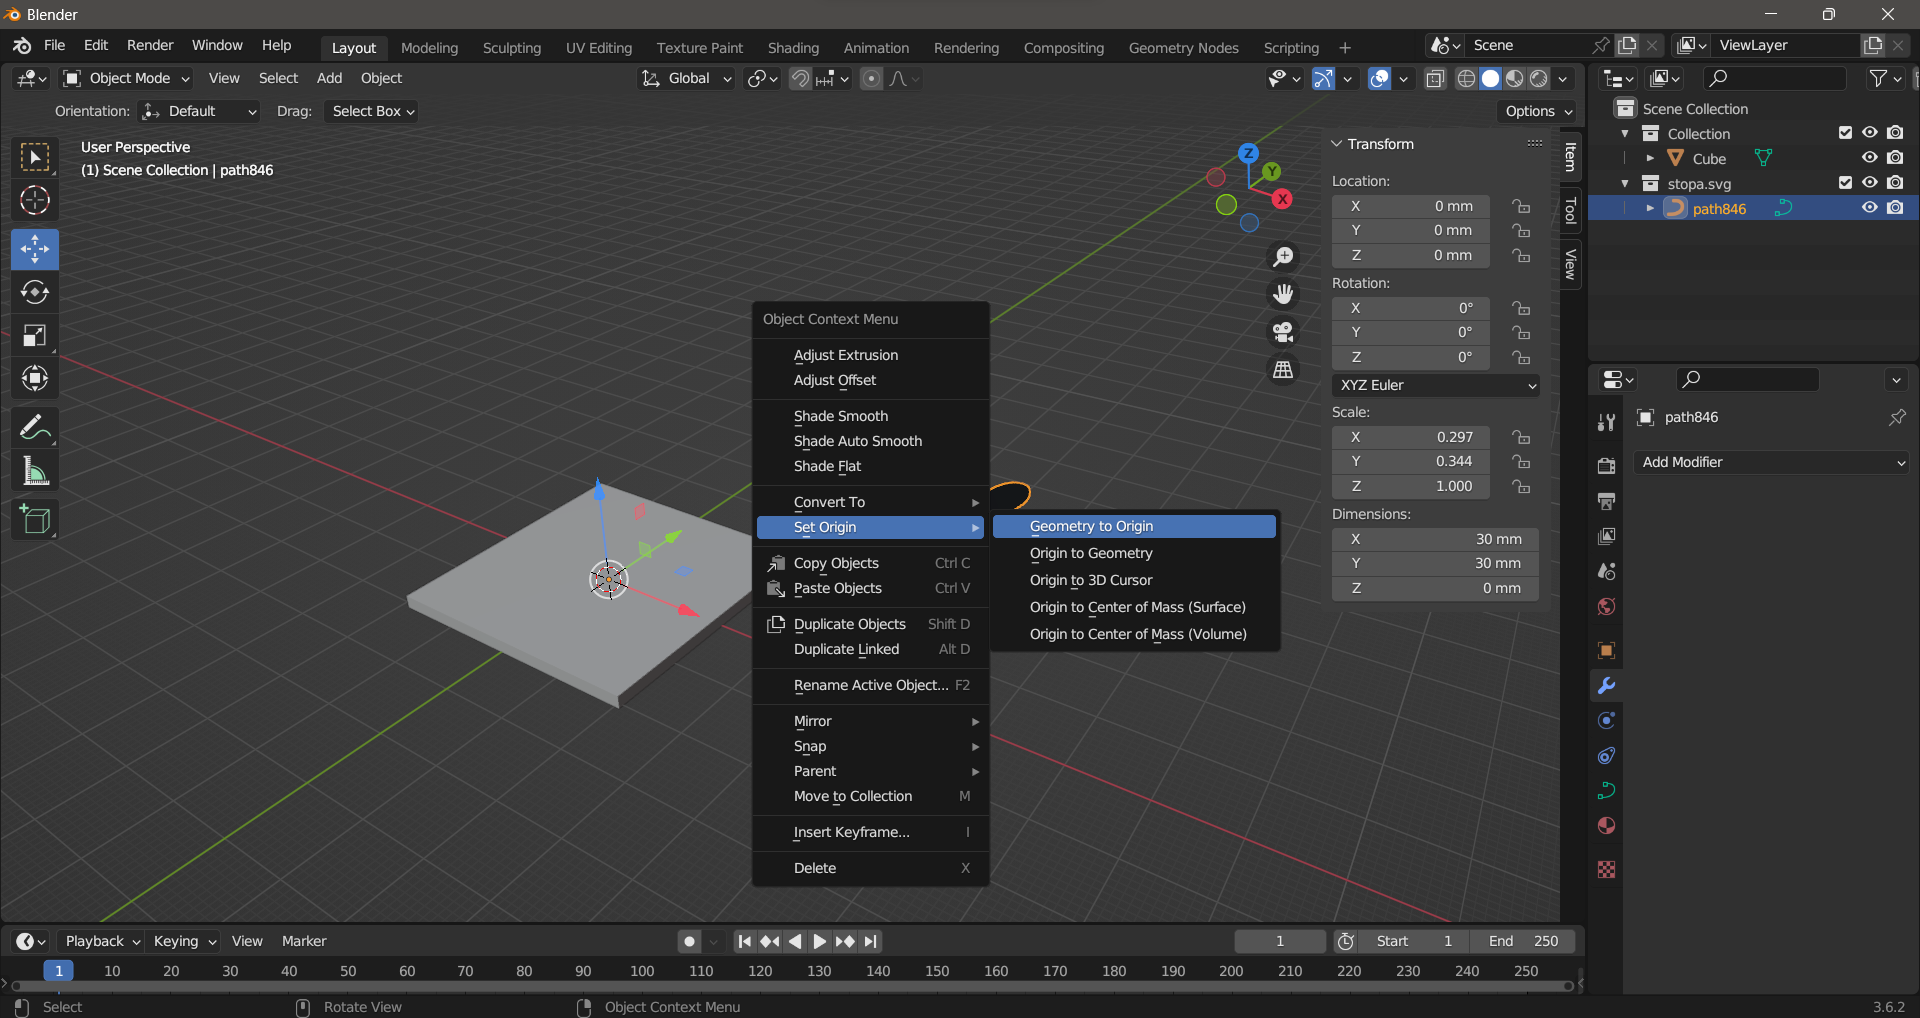 Blender
File Edit Render Window Help Layout Modeling Sculpting UV Editing Texture Paint Shading Animation Rendering Compositing Geometry Nodes Scripting + Scene ViewLayer
Object Mode View Select Add Object Global
Orientation: Default Drag: Select Box Options
User Perspective
(1) Scene Collection | path846
Z
Y
X
Transform
Location:
X 0 mm
Y 0 mm
Z 0 mm
Rotation:
X 0°
Y 0°
Z 0°
XYZ Euler
Scale:
X 0.297
Y 0.344
Z 1.000
Dimensions:
X 30 mm
Y 30 mm
Z 0 mm
Item
Tool
View
Scene Collection
Collection
Cube
stopa.svg
path846
path846
Add Modifier
Object Context Menu
Adjust Extrusion
Adjust Offset
Shade Smooth
Shade Auto Smooth
Shade Flat
Convert To
Set Origin
Copy Objects Ctrl C
Paste Objects Ctrl V
Duplicate Objects Shift D
Duplicate Linked Alt D
Rename Active Object... F2
Mirror
Snap
Parent
Move to Collection M
Insert Keyframe... I
Delete X
Geometry to Origin
Origin to Geometry
Origin to 3D Cursor
Origin to Center of Mass (Surface)
Origin to Center of Mass (Volume)
Playback Keying View Marker 1 Start 1 End 250
1 10 20 30 40 50 60 70 80 90 100 110 120 130 140 150 160 170 180 190 200 210 220 230 240 250
Select Rotate View Object Context Menu 3.6.2